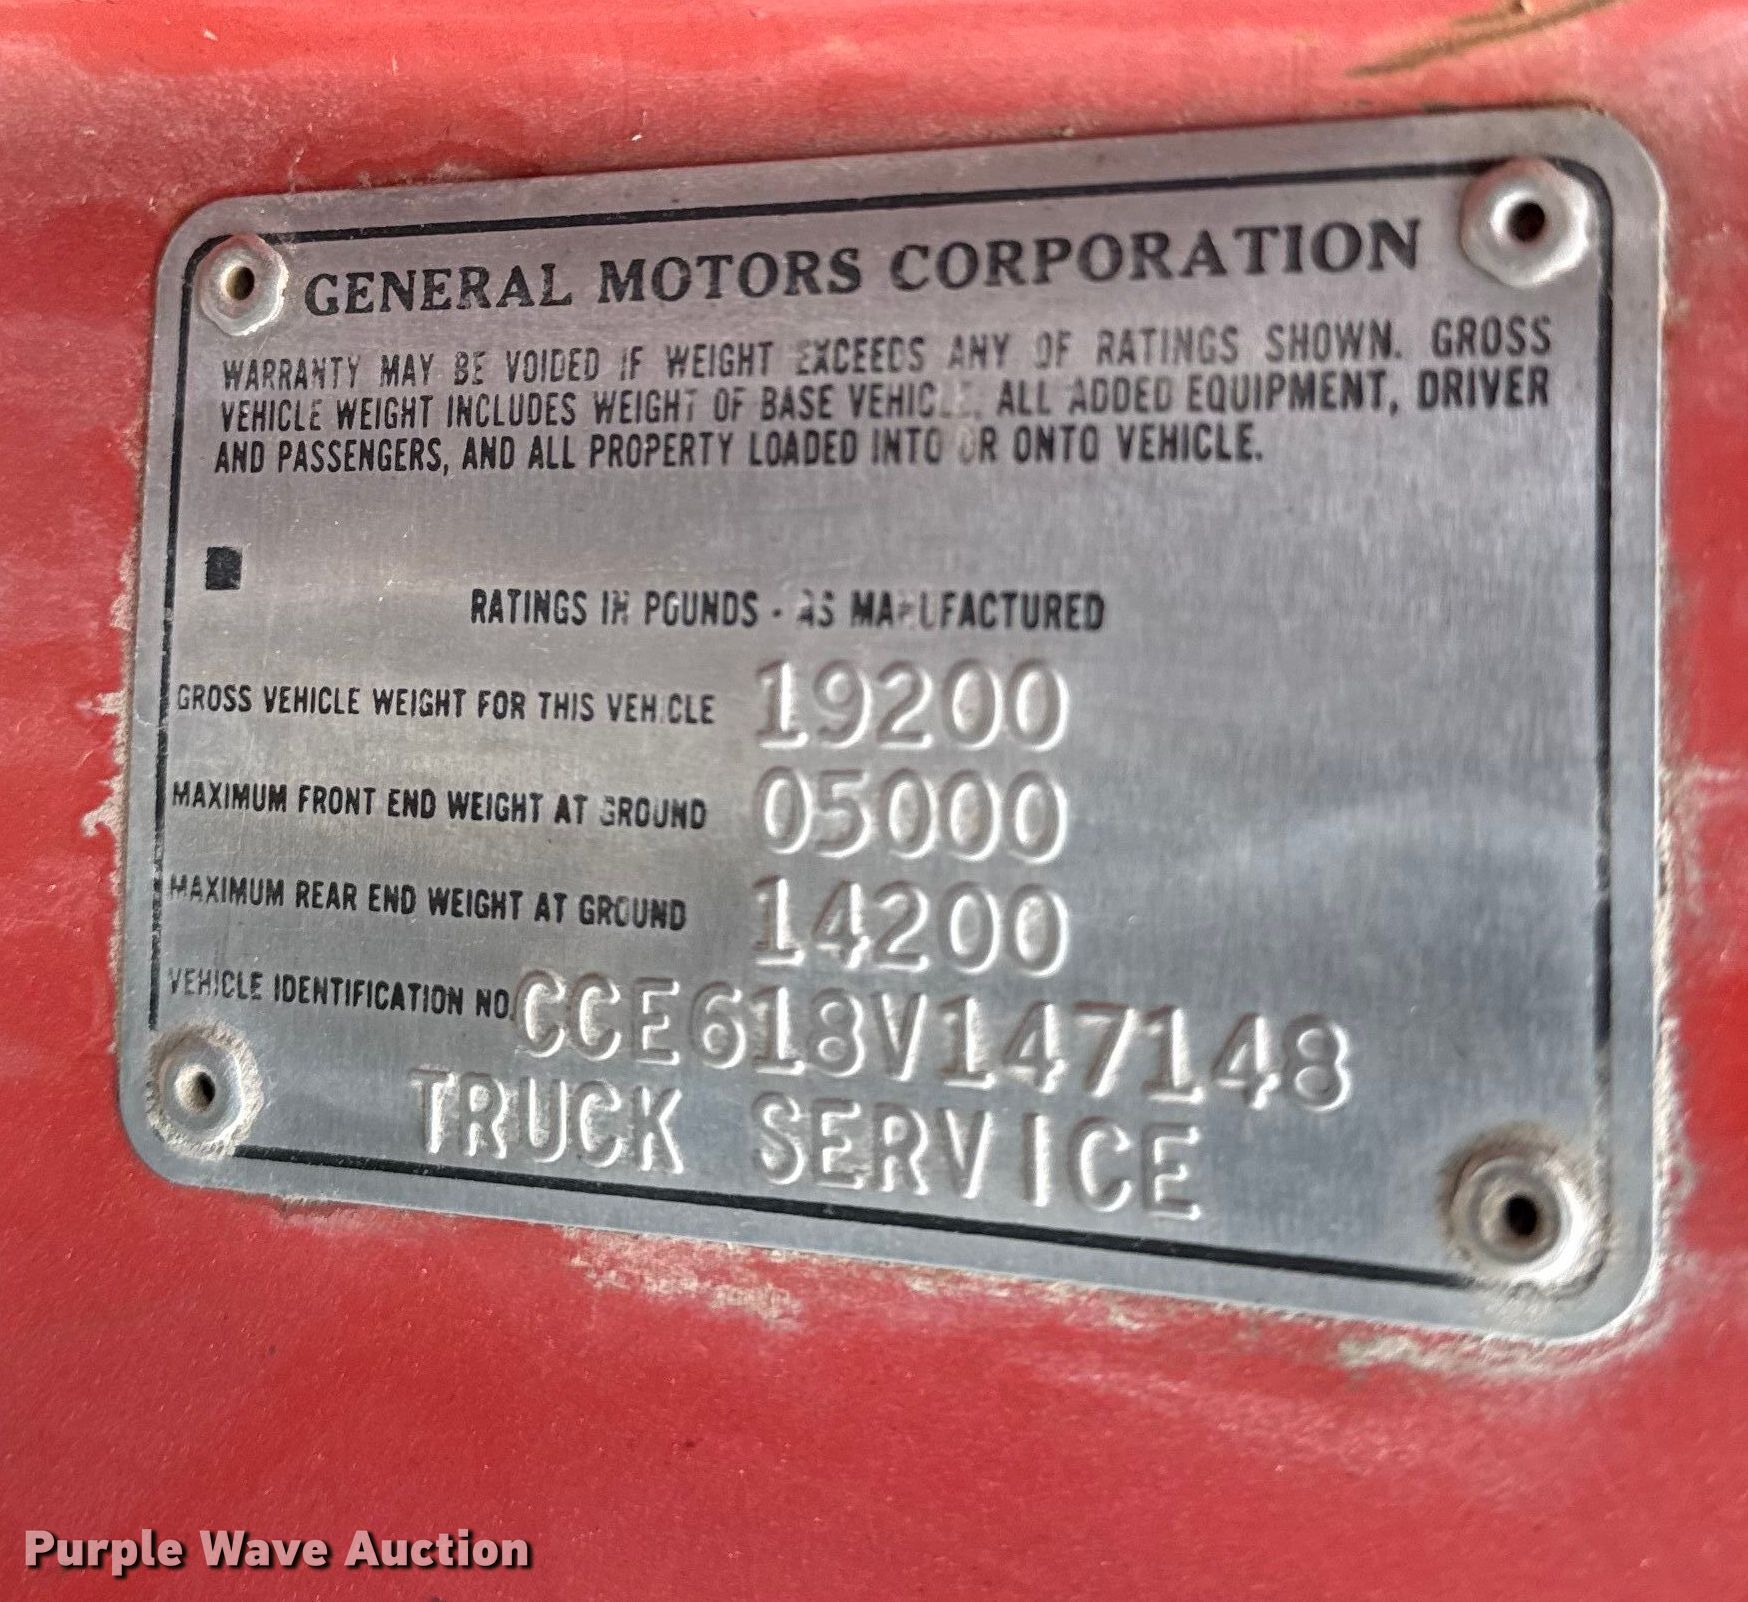 GENERAL MOTORS CORPORATION
WARRANTY MAY BE VOIDED IF WEIGHT EXCEEDS ANY OF RATINGS SHOWN. GROSS
VEHICLE WEIGHT INCLUDES WEIGHT OF BASE VEHICLE, ALL ADDED EQUIPMENT, DRIVER
AND PASSENGERS, AND ALL PROPERTY LOADED INTO OR ONTO VEHICLE.
RATINGS IN POUNDS - AS MANUFACTURED
GROSS VEHICLE WEIGHT FOR THIS VEHICLE 19200
MAXIMUM FRONT END WEIGHT AT GROUND 05000
MAXIMUM REAR END WEIGHT AT GROUND 14200
VEHICLE IDENTIFICATION NO. CCE618V147148
TRUCK SERVICE
Purple Wave Auction